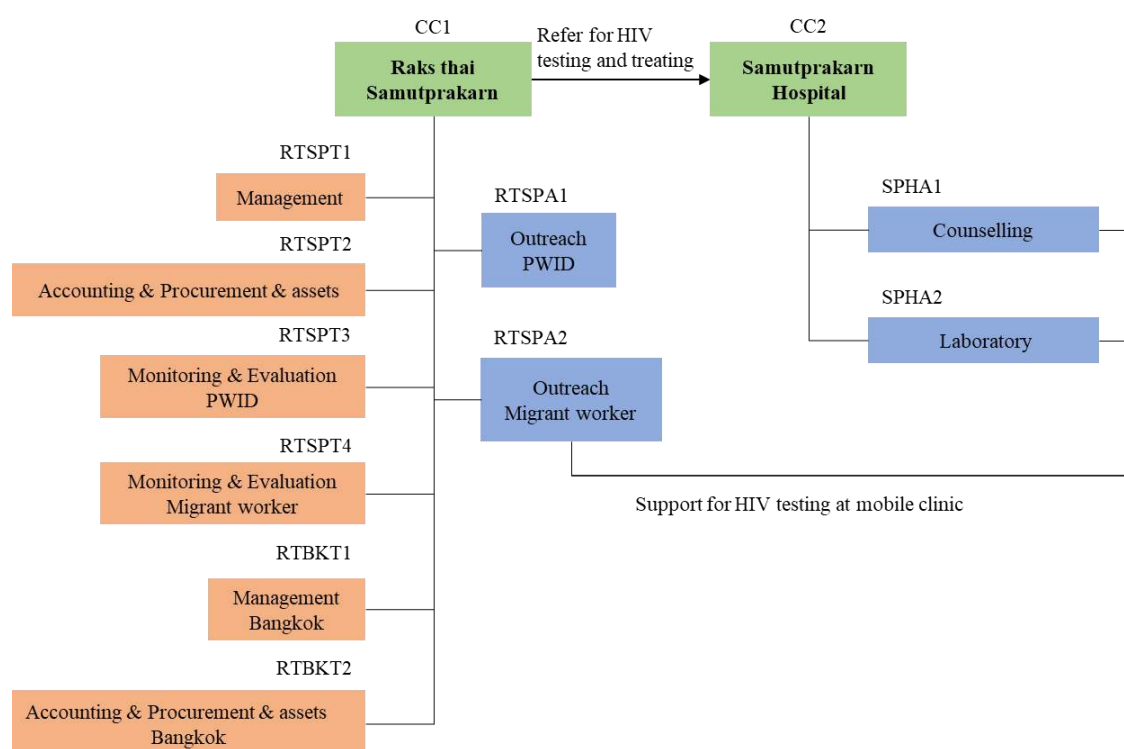 CC1
Refer for HIV
testing and treating
CC2
Raks thai
Samutprakarn
Samutprakarn
Hospital
RTSPT1
Management
RTSPA1
Outreach
PWID
SPHA1
Counselling
RTSPT2
Accounting & Procurement & assets
SPHA2
Laboratory
RTSPT3
Monitoring & Evaluation
PWID
RTSPA2
Outreach
Migrant worker
RTSPT4
Monitoring & Evaluation
Migrant worker
Support for HIV testing at mobile clinic
RTBKT1
Management
Bangkok
RTBKT2
Accounting & Procurement & assets
Bangkok